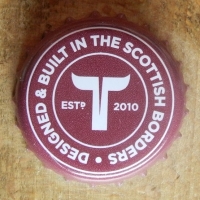 DESIGNED & BUILT IN THE SCOTTISH BORDERS •
T
ESTD 2010